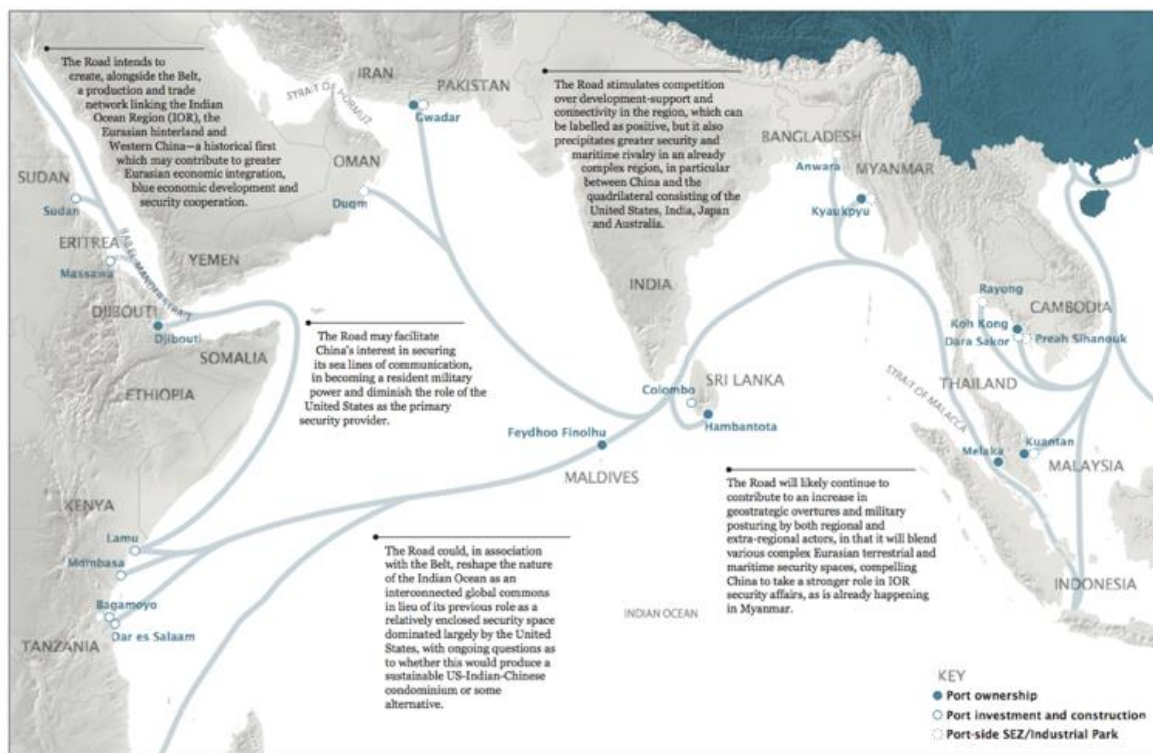 The Road intends to
create, alongside the Belt,
a production and trade
network linking the Indian
Ocean Region (IOR), the
Eurasian hinterland and
Western China—a historical first
which may contribute to greater
Eurasian economic integration,
blue economic development and
security cooperation.
IRAN
PAKISTAN
STRAIT OF HORMUZ
Gwadar
The Road stimulates competition
over development-support and
connectivity in the region, which can
be labelled as positive, but it also
precipitates greater security and
maritime rivalry in an already
complex region, in particular
between China and the
quadrilateral consisting of the
United States, India, Japan
and Australia.
BANGLADESH
Anwara
MYANMAR
Kyaukpyu
OMAN
Duqm
SUDAN
Sudan
ERITREA
Massawa
BAB EL-MANDEB STRAIT
YEMEN
DJIBOUTI
Djibouti
SOMALIA
ETHIOPIA
INDIA
The Road may facilitate
China's interest in securing
its sea lines of communication,
in becoming a resident military
power and diminish the role of the
United States as the primary
security provider.
Rayong
CAMBODIA
Koh Kong
Dara Sakor
Preah Sihanouk
THAILAND
Colombo
SRI LANKA
Hambantota
STRAIT OF MALACCA
Feydhoo Finolhu
MALDIVES
Melaka
Kuantan
MALAYSIA
The Road will likely continue to
contribute to an increase in
geostrategic overtures and military
posturing by both regional and
extra-regional actors, in that it will blend
various complex Eurasian terrestrial and
maritime security spaces, compelling
China to take a stronger role in IOR
security affairs, as is already happening
in Myanmar.
KENYA
Lamu
Mombasa
Bagamoyo
Dar es Salaam
TANZANIA
The Road could, in association
with the Belt, reshape the nature
of the Indian Ocean as an
interconnected global commons
in lieu of its previous role as a
relatively enclosed security space
dominated largely by the United
States, with ongoing questions as
to whether this would produce a
sustainable US-Indian-Chinese
condominium or some
alternative.
INDIAN OCEAN
INDONESIA
KEY
Port ownership
Port investment and construction
Port-side SEZ/Industrial Park